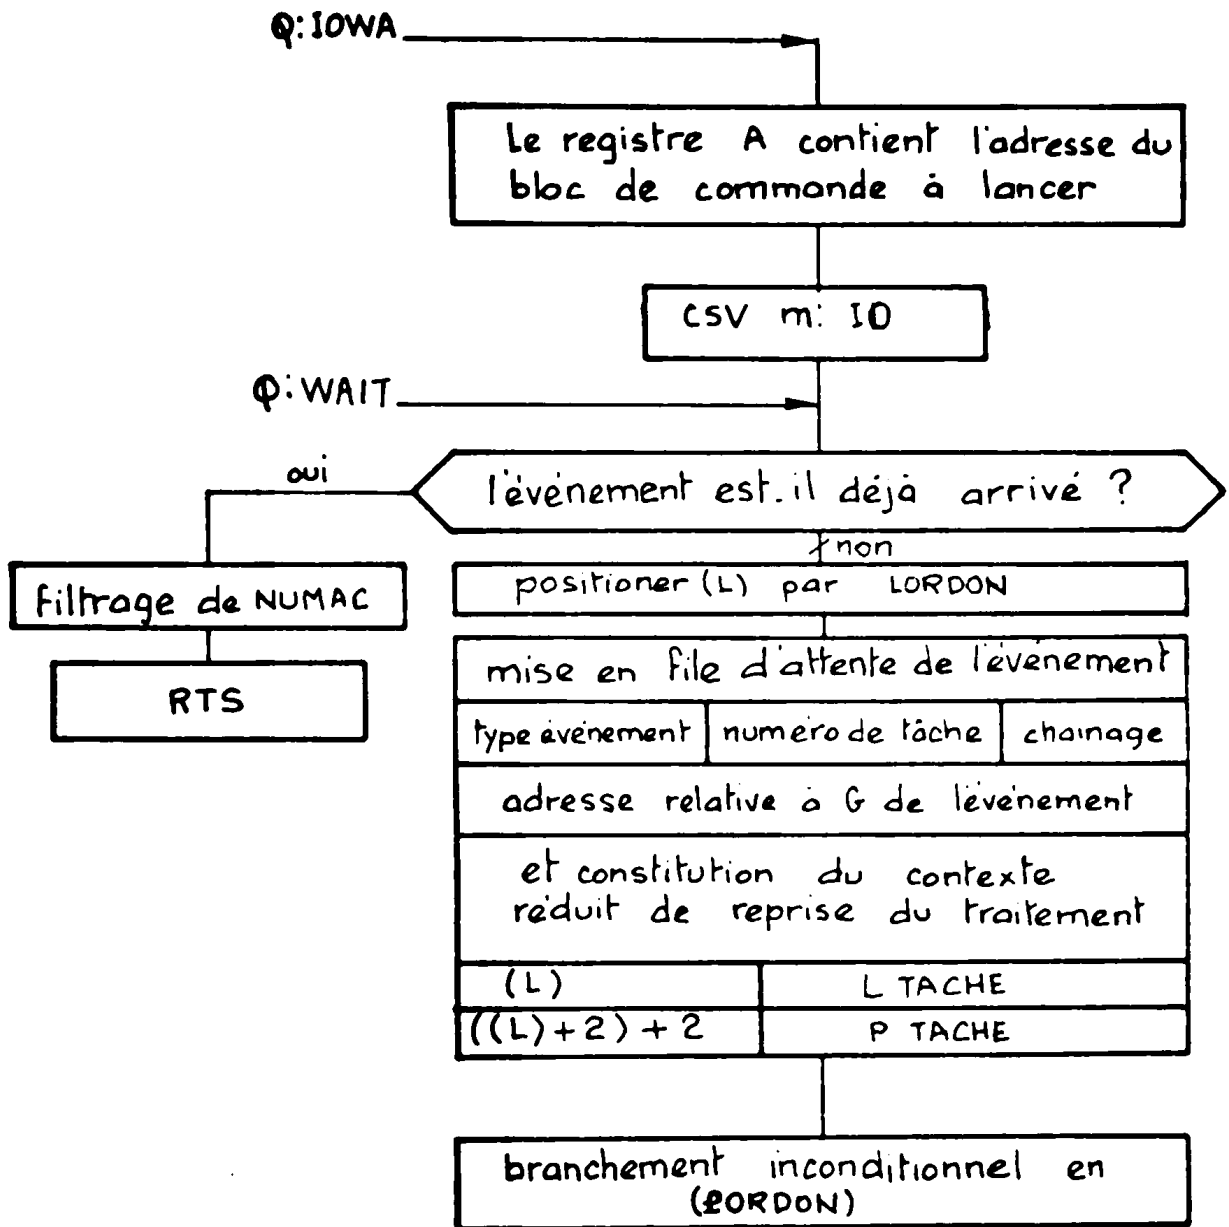 Q:IOWA
Le registre A contient l'adresse du
bloc de commande à lancer
CSV m: IO
Q:WAIT
oui
l'événement est.il déjà arrivé ?
non
filtrage de NUMAC
positioner (L) par LORDON
RTS
mise en file d'attente de l'événement
type événement numéro de tâche chainage
adresse relative à G de l'événement
et constitution du contexte
réduit de reprise du traitement
(L) L TACHE
((L)+2)+2 P TACHE
branchement inconditionnel en
(LORDON)